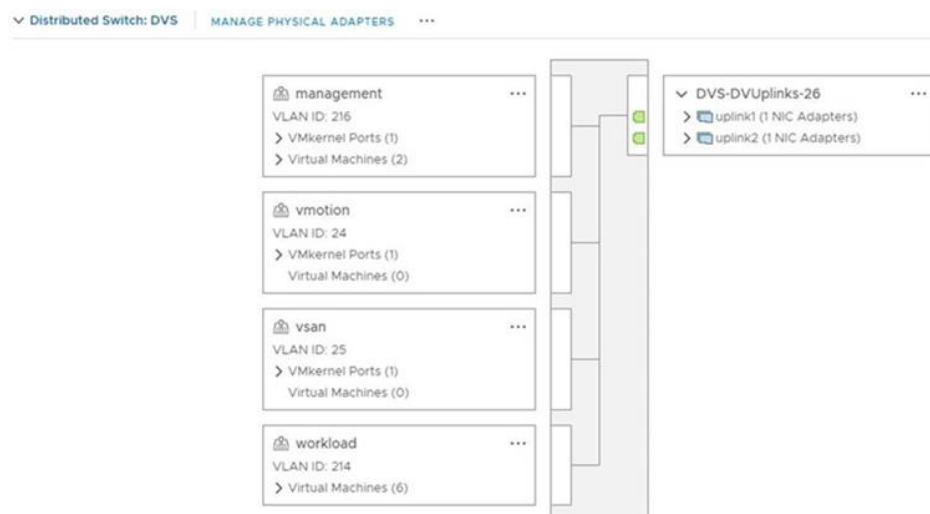 Distributed Switch: DVS MANAGE PHYSICAL ADAPTERS ...
management ...
VLAN ID: 216
VMkernel Ports (1)
Virtual Machines (2)
vmotion ...
VLAN ID: 24
VMkernel Ports (1)
Virtual Machines (0)
vsan ...
VLAN ID: 25
VMkernel Ports (1)
Virtual Machines (0)
workload ...
VLAN ID: 214
Virtual Machines (6)
DVS-DVUplinks-26 ...
uplink1 (1 NIC Adapters)
uplink2 (1 NIC Adapters)